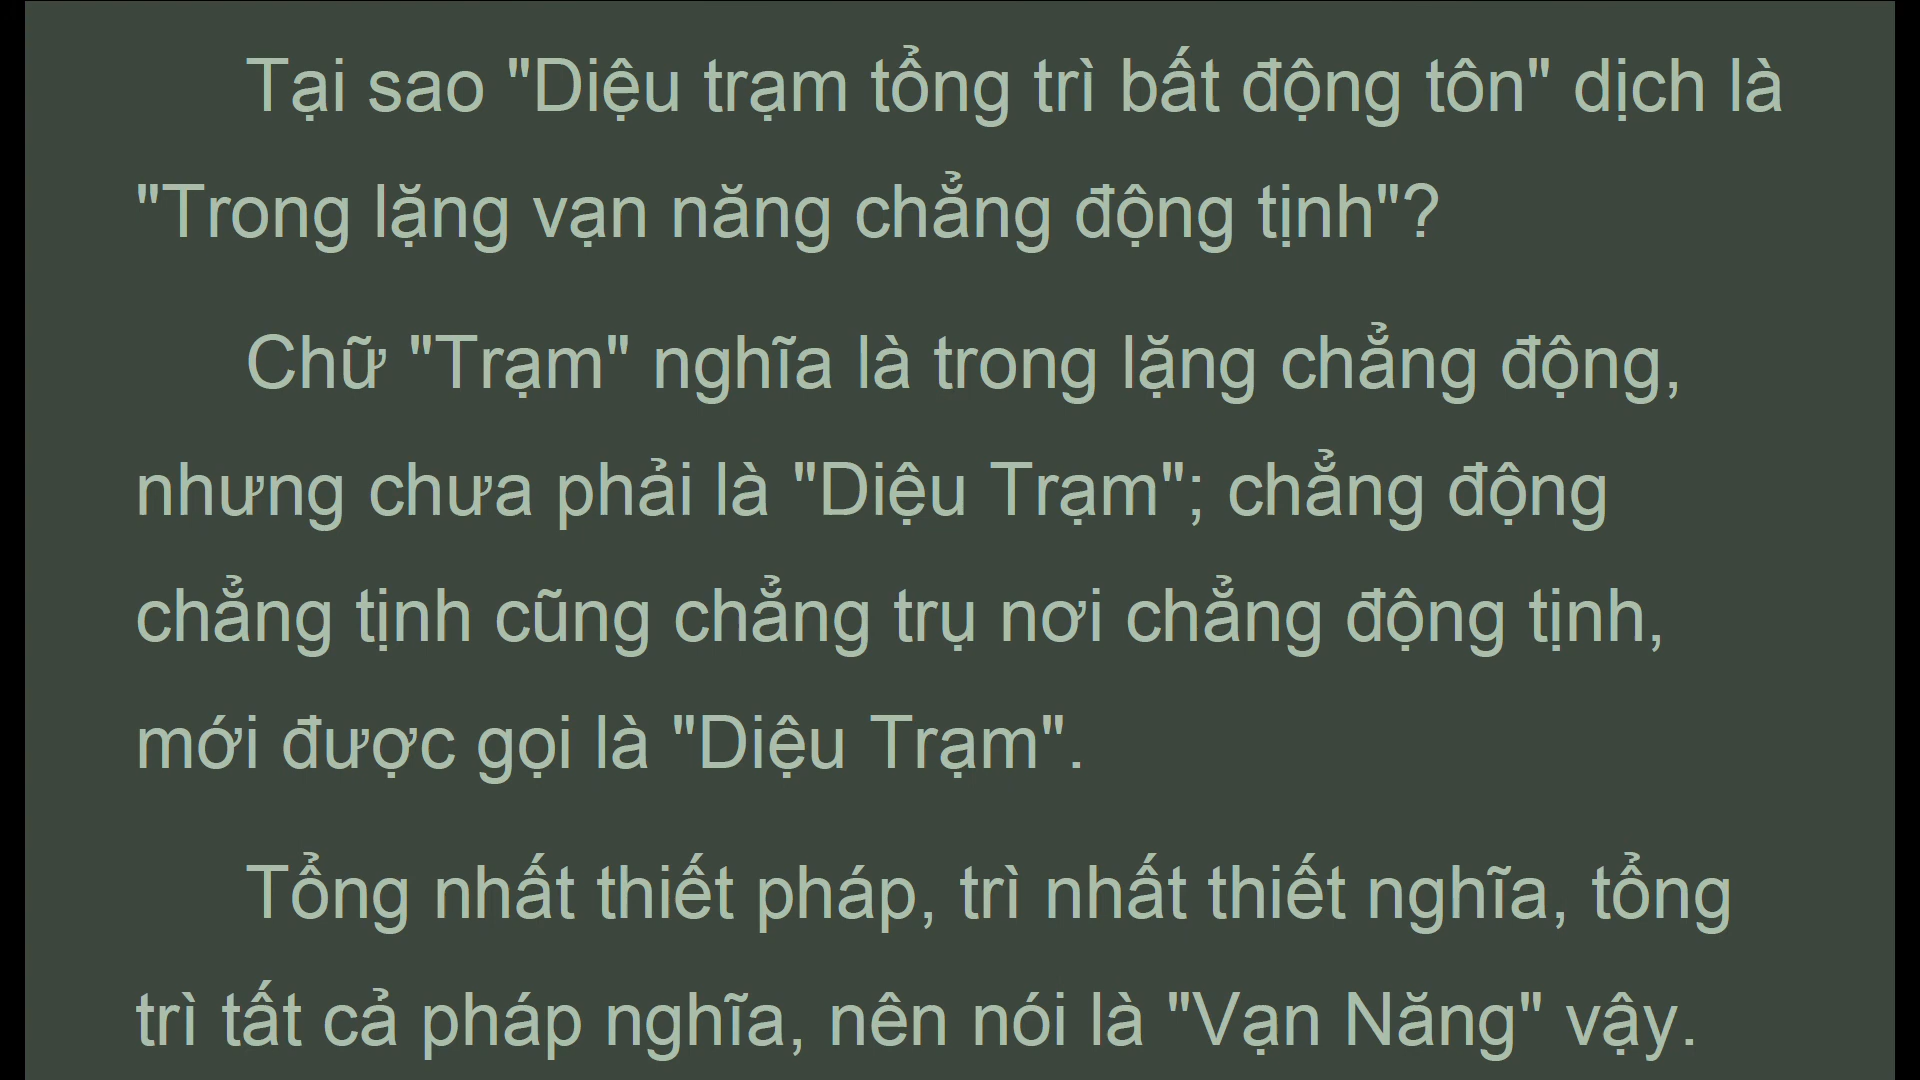 Tại sao "Diệu trạm tổng trì bất động tôn" dịch là
"Trong lặng vạn năng chẳng động tịnh"?
Chữ "Trạm" nghĩa là trong lặng chẳng động,
nhưng chưa phải là "Diệu Trạm"; chẳng động
chẳng tịnh cũng chẳng trụ nơi chẳng động tịnh,
mới được gọi là "Diệu Trạm".
Tổng nhất thiết pháp, trì nhất thiết nghĩa, tổng
trì tất cả pháp nghĩa, nên nói là "Vạn Năng" vậy.